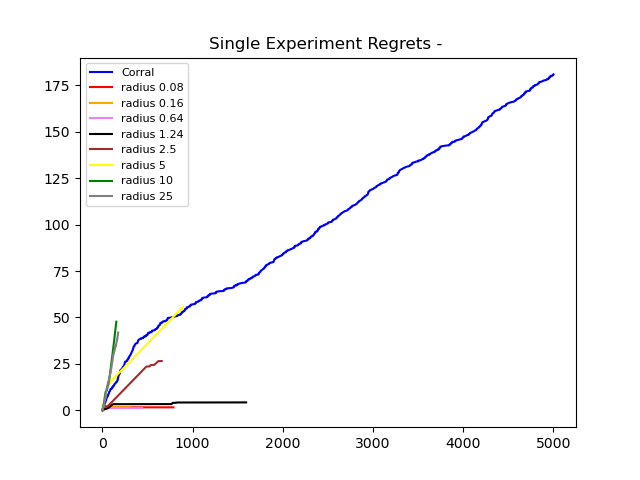 Single Experiment Regrets -
Corral
radius 0.08
radius 0.16
radius 0.64
radius 1.24
radius 2.5
radius 5
radius 10
radius 25
175
150
125
100
75
50
25
0
0 1000 2000 3000 4000 5000